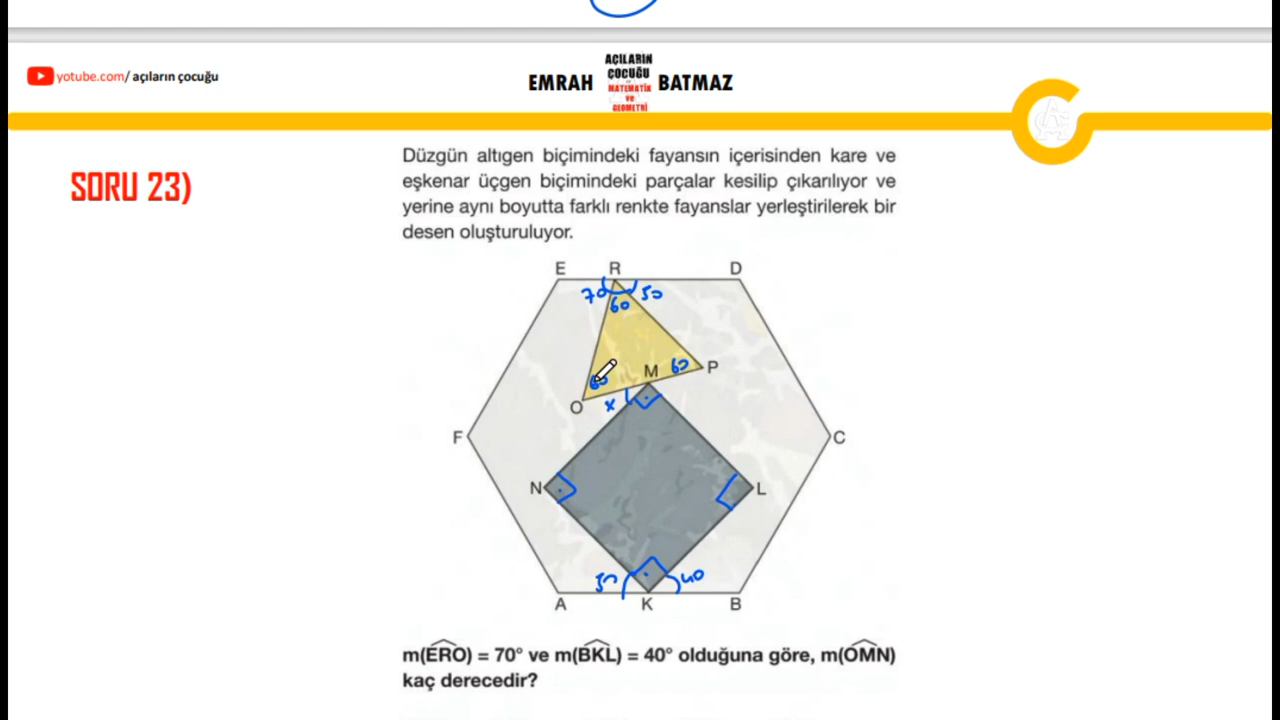 yotube.com/ açıların çocuğu
EMRAH
AÇILARIN
ÇOCUĞU
MATEMATİK
ve
GEOMETRİ
BATMAZ
SORU 23)
Düzgün altıgen biçimindeki fayansın içerisinden kare ve
eşkenar üçgen biçimindeki parçalar kesilip çıkarılıyor ve
yerine aynı boyutta farklı renkte fayanslar yerleştirilerek bir
desen oluşturuluyor.
E R D
70 60 50
M 60 P
60
O x
F C
N L
50 40
A K B
m(ERO) = 70° ve m(BKL) = 40° olduğuna göre, m(OMN)
kaç derecedir?